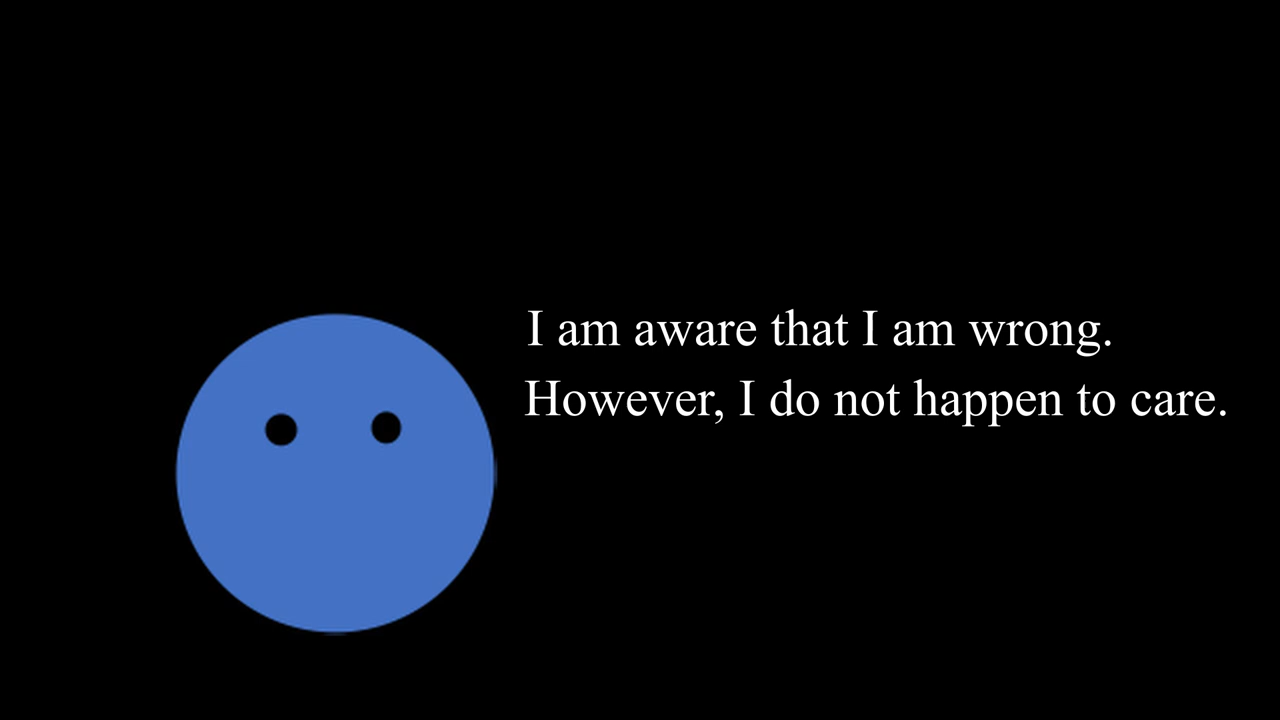 I am aware that I am wrong.
However, I do not happen to care.